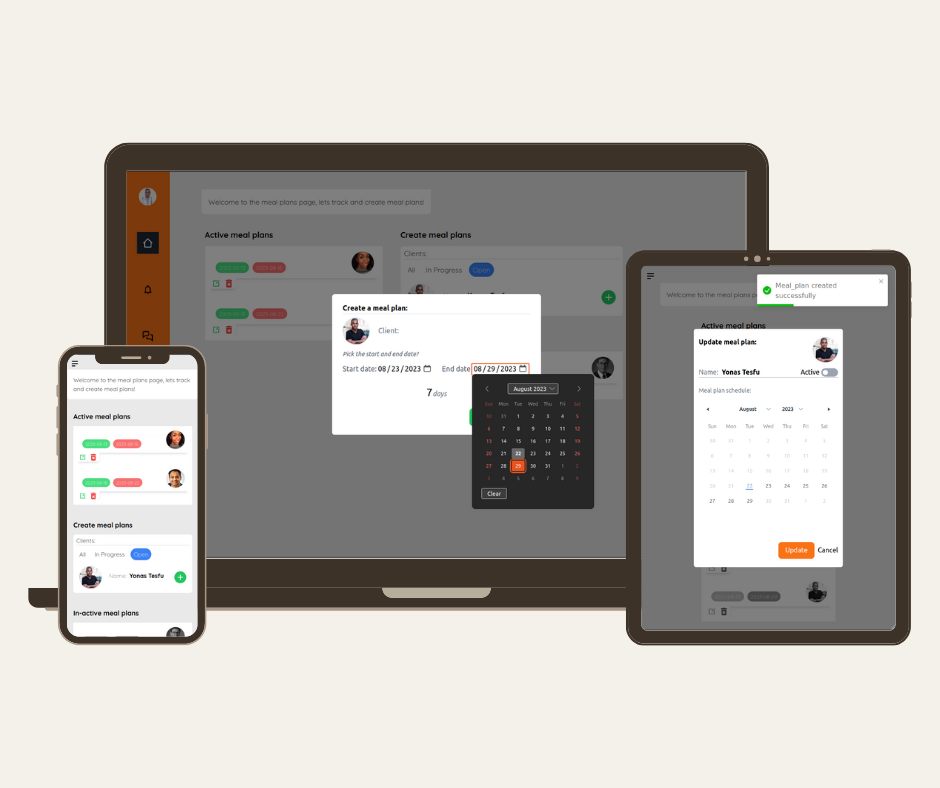 Welcome to the meal plans page, lets track and create meal plans!
Active meal plans
Create meal plans
Clients:
All In Progress Open
Create a meal plan:
Client:
Pick the start and end date?
Start date: 08/23/2023 End date 08/29/2023
7 days
August 2023
Sun Mon Tue Wed Thu Fri Sat
30 31 1 2 3 4 5
6 7 8 9 10 11 12
13 14 15 16 17 18 19
20 21 22 23 24 25 26
27 28 29 30 31 1 2
3 4 5 6 7 8 9
Clear
Welcome to the meal plans page, lets track
and create meal plans!
Active meal plans
Create meal plans
Clients:
All In Progress Open
Name: Yonas Tesfu
In-active meal plans
Welcome to the meal plans
Meal_plan created
successfully
Active meal plans
Update meal plan:
Name: Yonas Tesfu Active
Meal plan schedule:
August 2023
Sun Mon Tue Wed Thu Fri Sat
30 31 1 2 3 4 5
6 7 8 9 10 11 12
13 14 15 16 17 18 19
20 21 22 23 24 25 26
27 28 29 30 31 1 2
Update Cancel